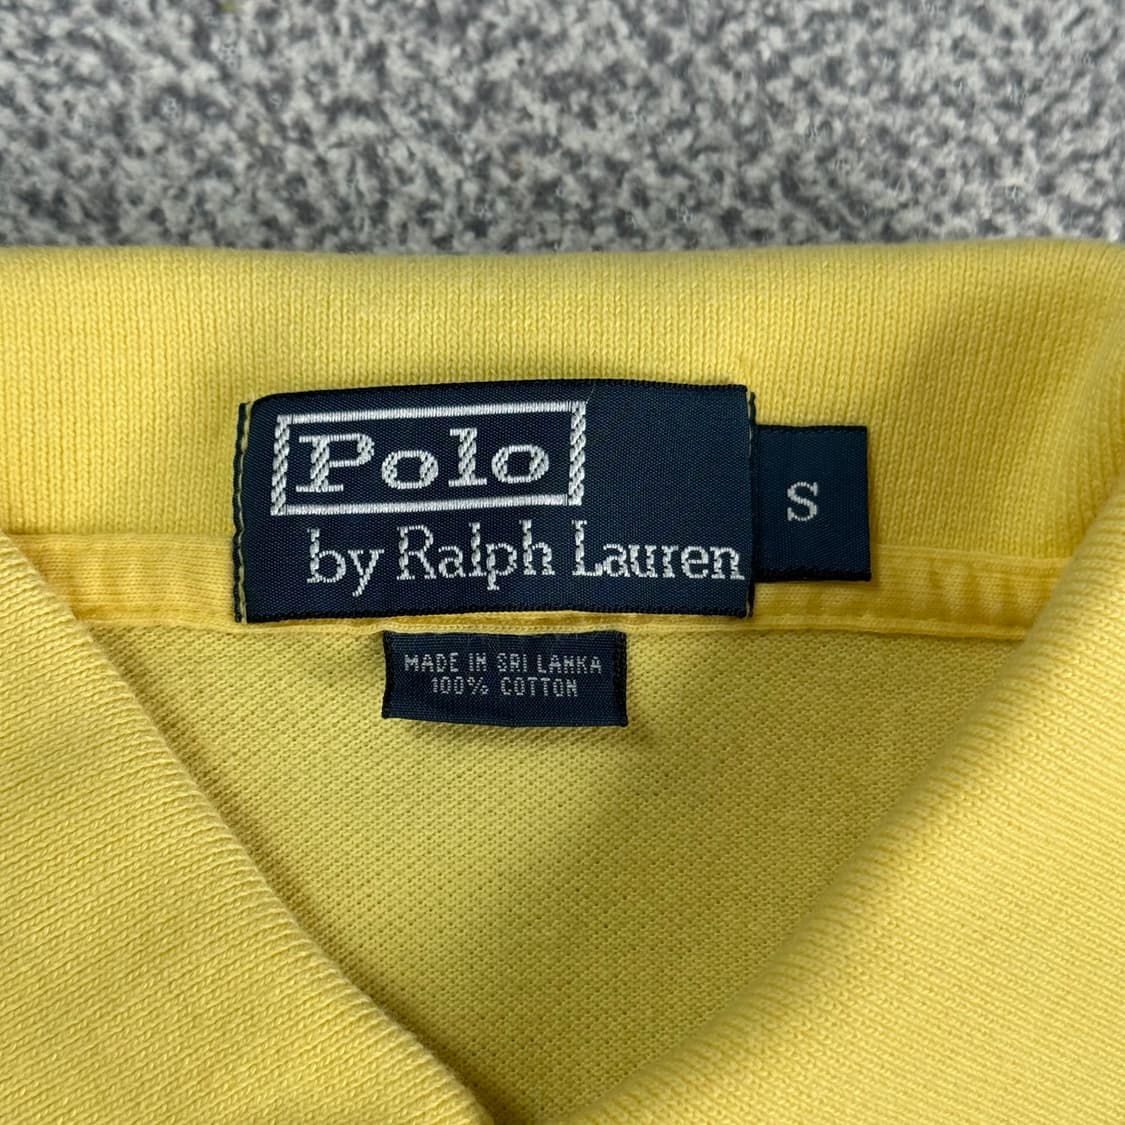 Polo
by Ralph Lauren
S
MADE IN SRI LANKA
100% COTTON